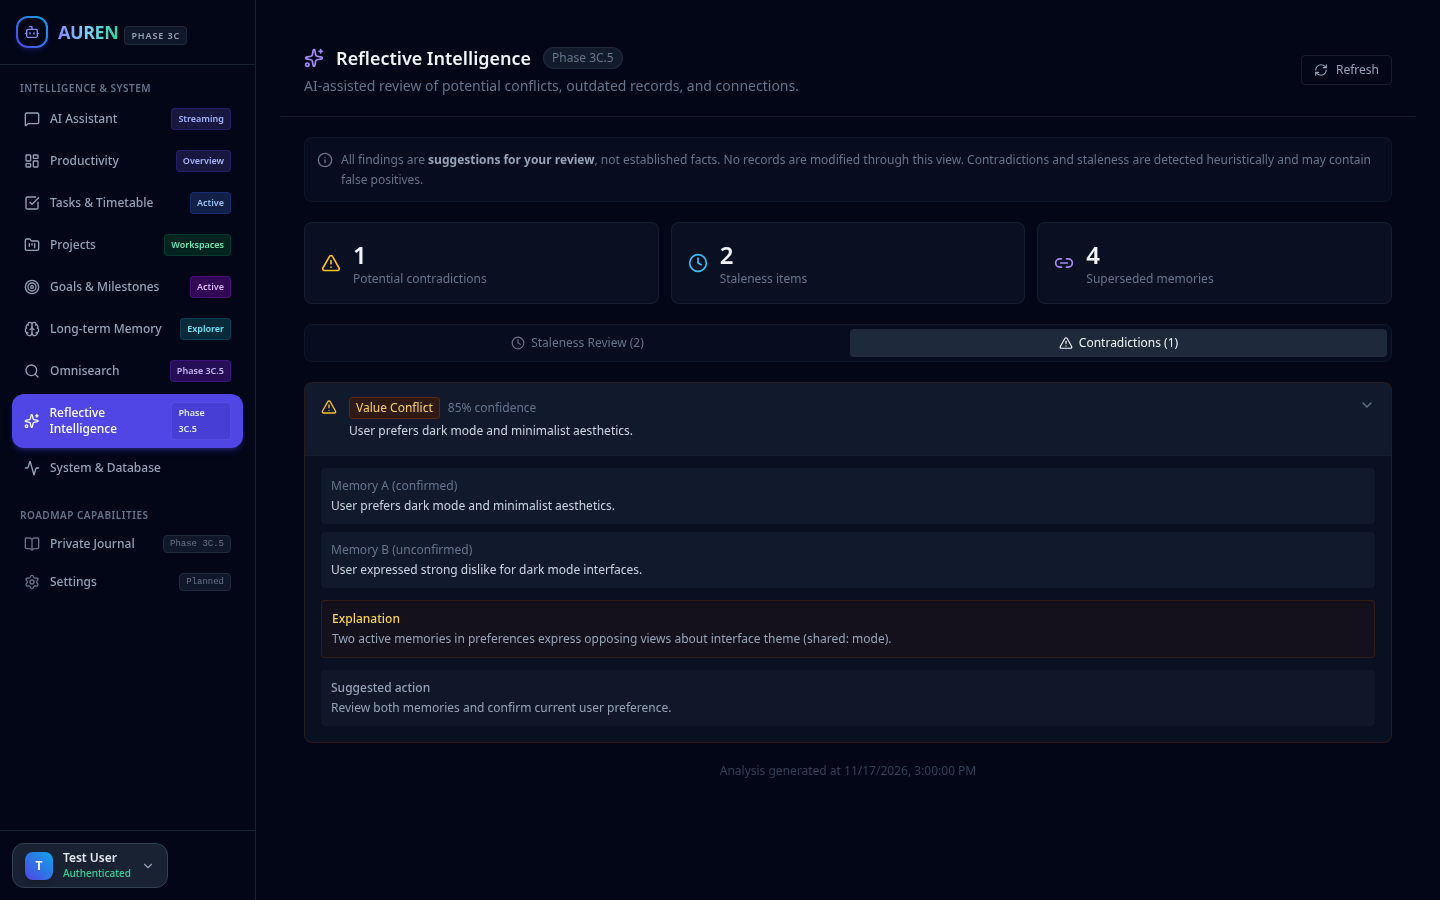 AUREN
PHASE 3C
INTELLIGENCE & SYSTEM
AI Assistant
Streaming
Productivity
Overview
Tasks & Timetable
Active
Projects
Workspaces
Goals & Milestones
Active
Long-term Memory
Explorer
Omnisearch
Phase 3C.5
Reflective
Intelligence
Phase
3C.5
System & Database
ROADMAP CAPABILITIES
Private Journal
Phase 3C.5
Settings
Planned
T
Test User
Authenticated
Reflective Intelligence
Phase 3C.5
AI-assisted review of potential conflicts, outdated records, and connections.
Refresh
All findings are suggestions for your review, not established facts. No records are modified through this view. Contradictions and staleness are detected heuristically and may contain
false positives.
1
Potential contradictions
2
Staleness items
4
Superseded memories
Staleness Review (2)
Contradictions (1)
Value Conflict
85% confidence
User prefers dark mode and minimalist aesthetics.
Memory A (confirmed)
User prefers dark mode and minimalist aesthetics.
Memory B (unconfirmed)
User expressed strong dislike for dark mode interfaces.
Explanation
Two active memories in preferences express opposing views about interface theme (shared: mode).
Suggested action
Review both memories and confirm current user preference.
Analysis generated at 11/17/2026, 3:00:00 PM